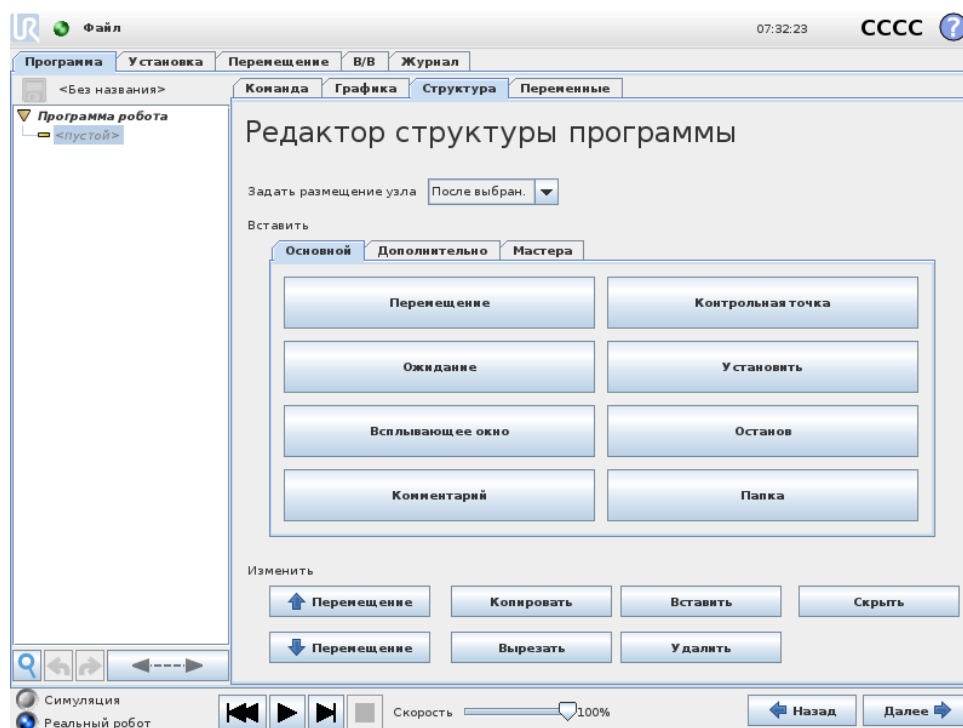 UR Файл 07:32:23 CCCC ?
Программа Установка Перемещение В/В Журнал
<Без названия>
Команда Графика Структура Переменные
Программа робота
<пустой>
Редактор структуры программы
Задать размещение узла После выбран.
Вставить
Основной Дополнительно Мастера
Перемещение Контрольная точка
Ожидание Установить
Всплывающее окно Останов
Комментарий Папка
Изменить
Перемещение Копировать Вставить Скрыть
Перемещение Вырезать Удалить
Симуляция
Реальный робот
Скорость 100%
Назад Далее